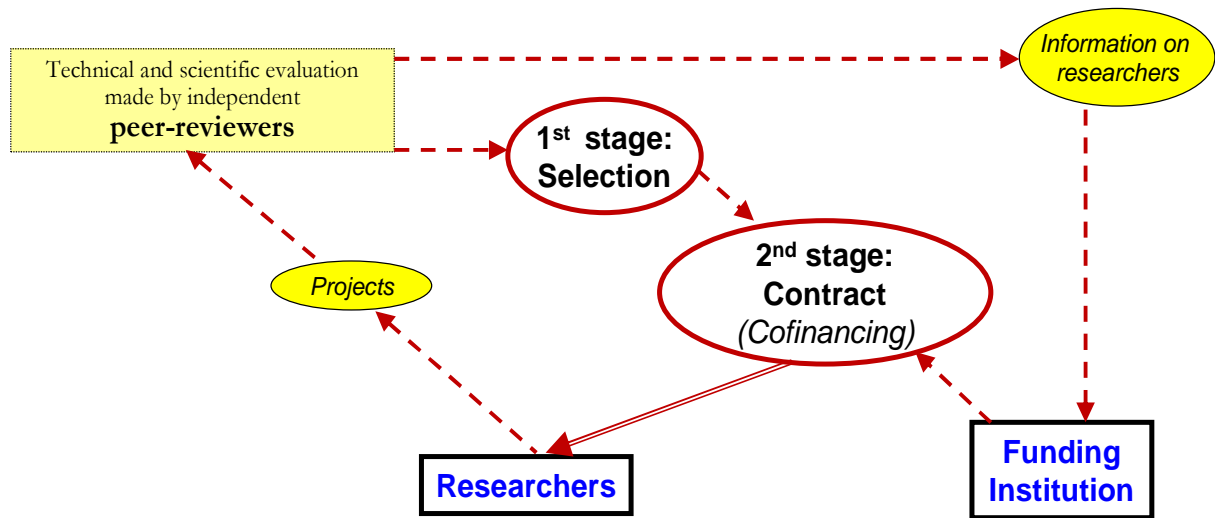 Technical and scientific evaluation
made by independent
peer-reviewers
Information on
researchers
1st stage:
Selection
2nd stage:
Contract
(Cofinancing)
Projects
Researchers
Funding
Institution